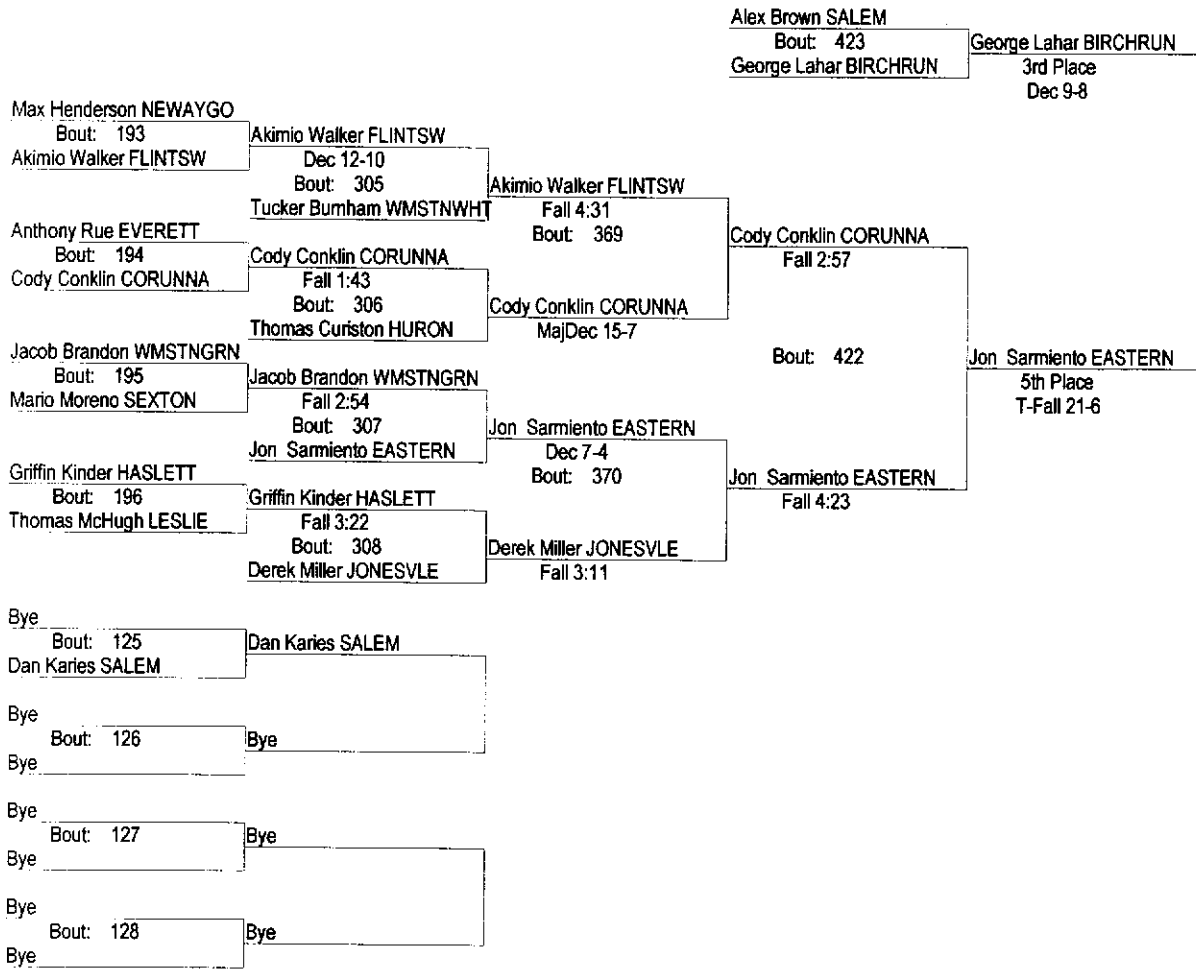 Alex Brown SALEM
Bout: 423
George Lahar BIRCHRUN
George Lahar BIRCHRUN
3rd Place
Dec 9-8
Max Henderson NEWAYGO
Bout: 193
Akimio Walker FLINTSW
Akimio Walker FLINTSW
Dec 12-10
Bout: 305
Tucker Burnham WMSTNWHT
Akimio Walker FLINTSW
Fall 4:31
Bout: 369
Anthony Rue EVERETT
Bout: 194
Cody Conklin CORUNNA
Cody Conklin CORUNNA
Fall 1:43
Bout: 306
Thomas Curiston HURON
Cody Conklin CORUNNA
MajDec 15-7
Cody Conklin CORUNNA
Fall 2:57
Bout: 422
Jon Sarmiento EASTERN
5th Place
T-Fall 21-6
Jacob Brandon WMSTNGRN
Bout: 195
Mario Moreno SEXTON
Jacob Brandon WMSTNGRN
Fall 2:54
Bout: 307
Jon Sarmiento EASTERN
Jon Sarmiento EASTERN
Dec 7-4
Bout: 370
Jon Sarmiento EASTERN
Fall 4:23
Griffin Kinder HASLETT
Bout: 196
Thomas McHugh LESLIE
Griffin Kinder HASLETT
Fall 3:22
Bout: 308
Derek Miller JONESVLE
Derek Miller JONESVLE
Fall 3:11
Bye
Bout: 125
Dan Karies SALEM
Dan Karies SALEM
Bye
Bout: 126
Bye
Bye
Bye
Bout: 127
Bye
Bye
Bye
Bout: 128
Bye
Bye